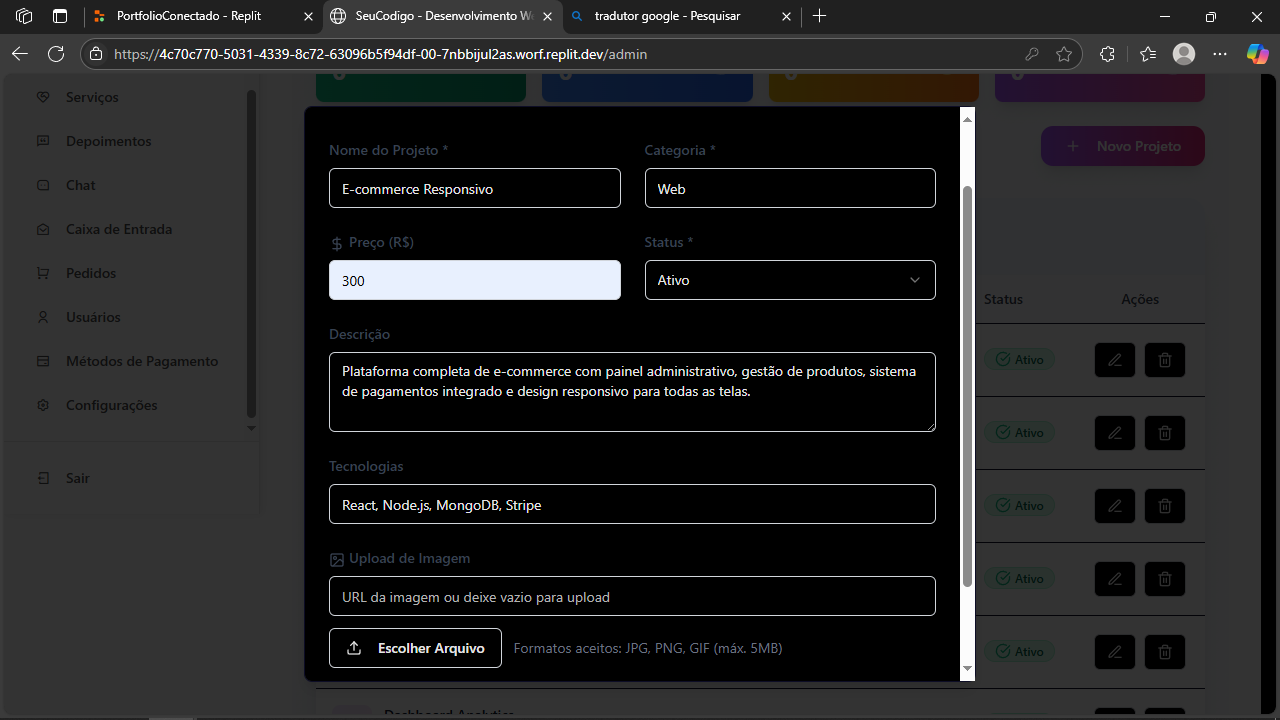 PortfolioConectado - Replit
SeuCodigo - Desenvolvimento W
tradutor google - Pesquisar
https://4c70c770-5031-4339-8c72-63096b5f94df-00-7nbbijul2as.worf.replit.dev/admin
Serviços
Depoimentos
Chat
Caixa de Entrada
Pedidos
Usuários
Métodos de Pagamento
Configurações
Sair
Novo Projeto
Nome do Projeto *
Categoria *
E-commerce Responsivo
Web
Preço (R$)
Status *
300
Ativo
Descrição
Plataforma completa de e-commerce com painel administrativo, gestão de produtos, sistema
de pagamentos integrado e design responsivo para todas as telas.
Tecnologias
React, Node.js, MongoDB, Stripe
Upload de Imagem
URL da imagem ou deixe vazio para upload
Escolher Arquivo
Formatos aceitos: JPG, PNG, GIF (máx. 5MB)
Status
Ações
Ativo
Ativo
Ativo
Ativo
Ativo
Dashboard Analytics